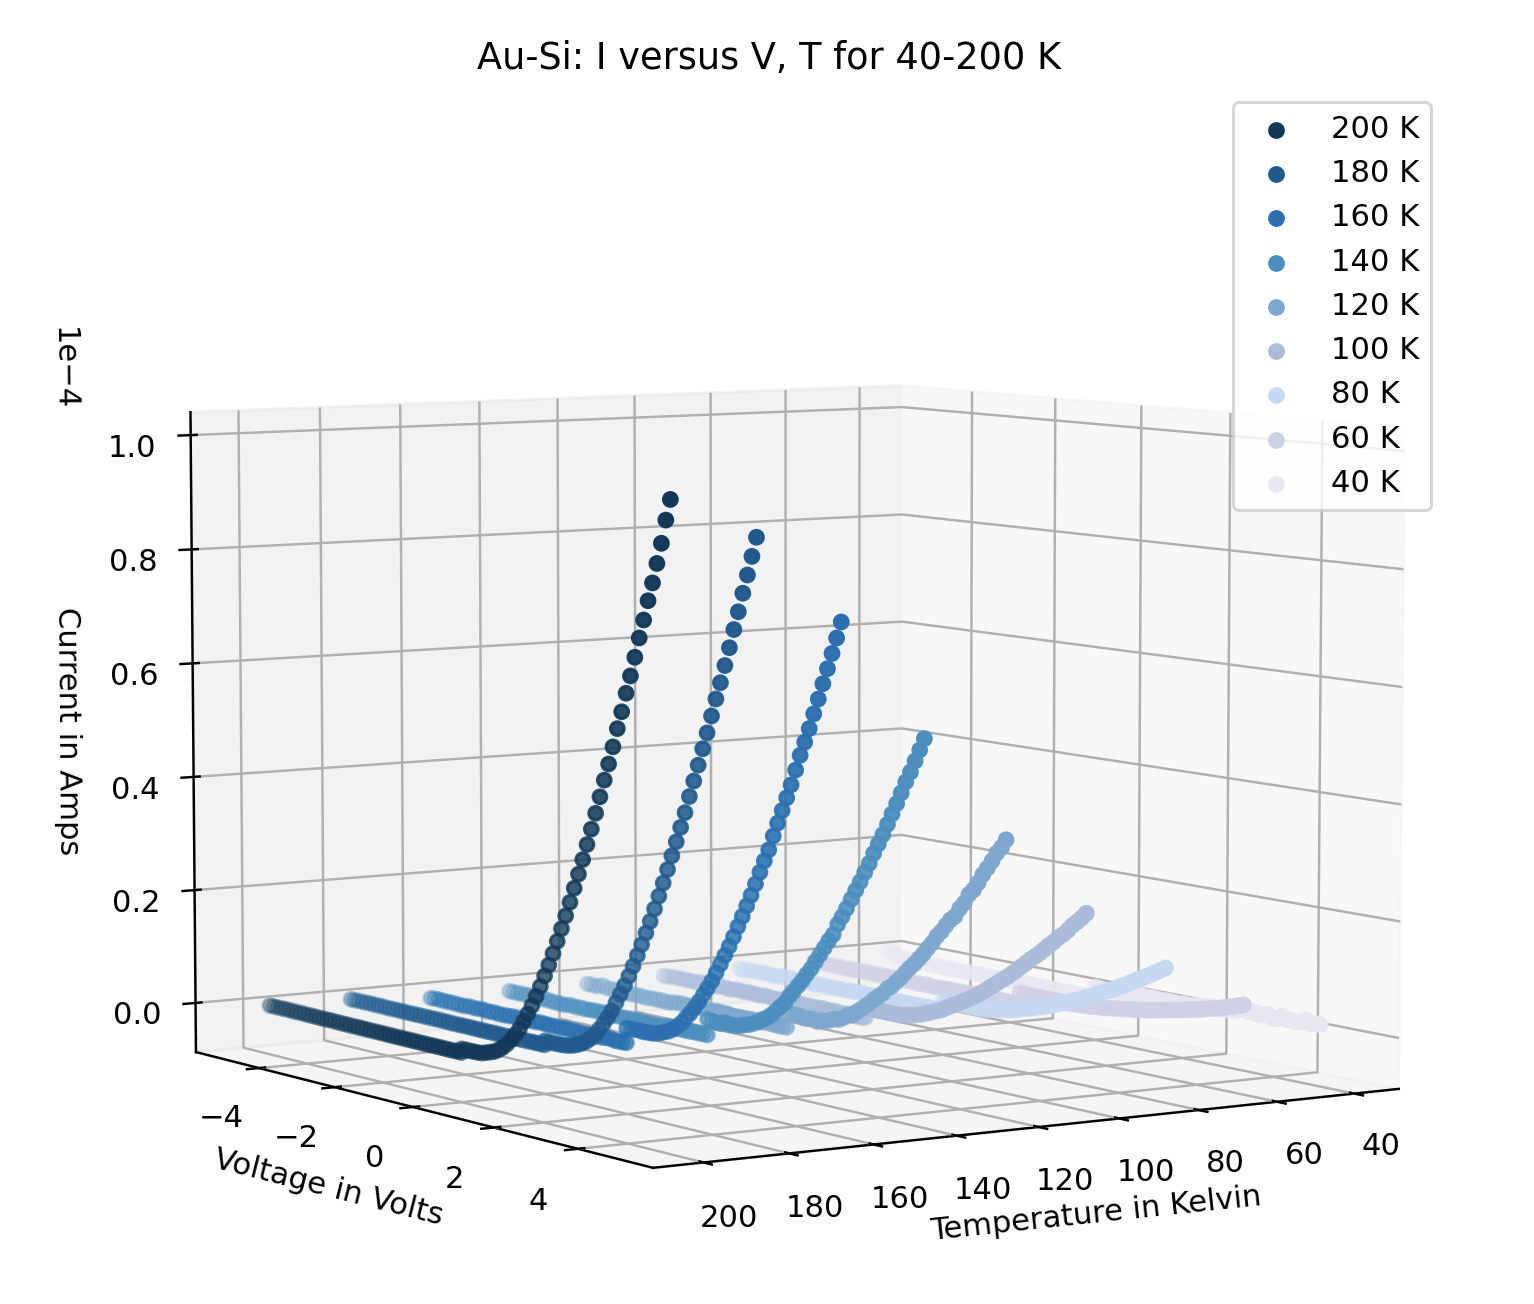 Au-Si: I versus V, T for 40-200 K
200 K
180 K
160 K
140 K
120 K
100 K
80 K
60 K
40 K
1e−4
1.0
0.8
0.6
0.4
0.2
0.0
Current in Amps
−4
−2
0
2
4
Voltage in Volts
200
180
160
140
120
100
80
60
40
Temperature in Kelvin